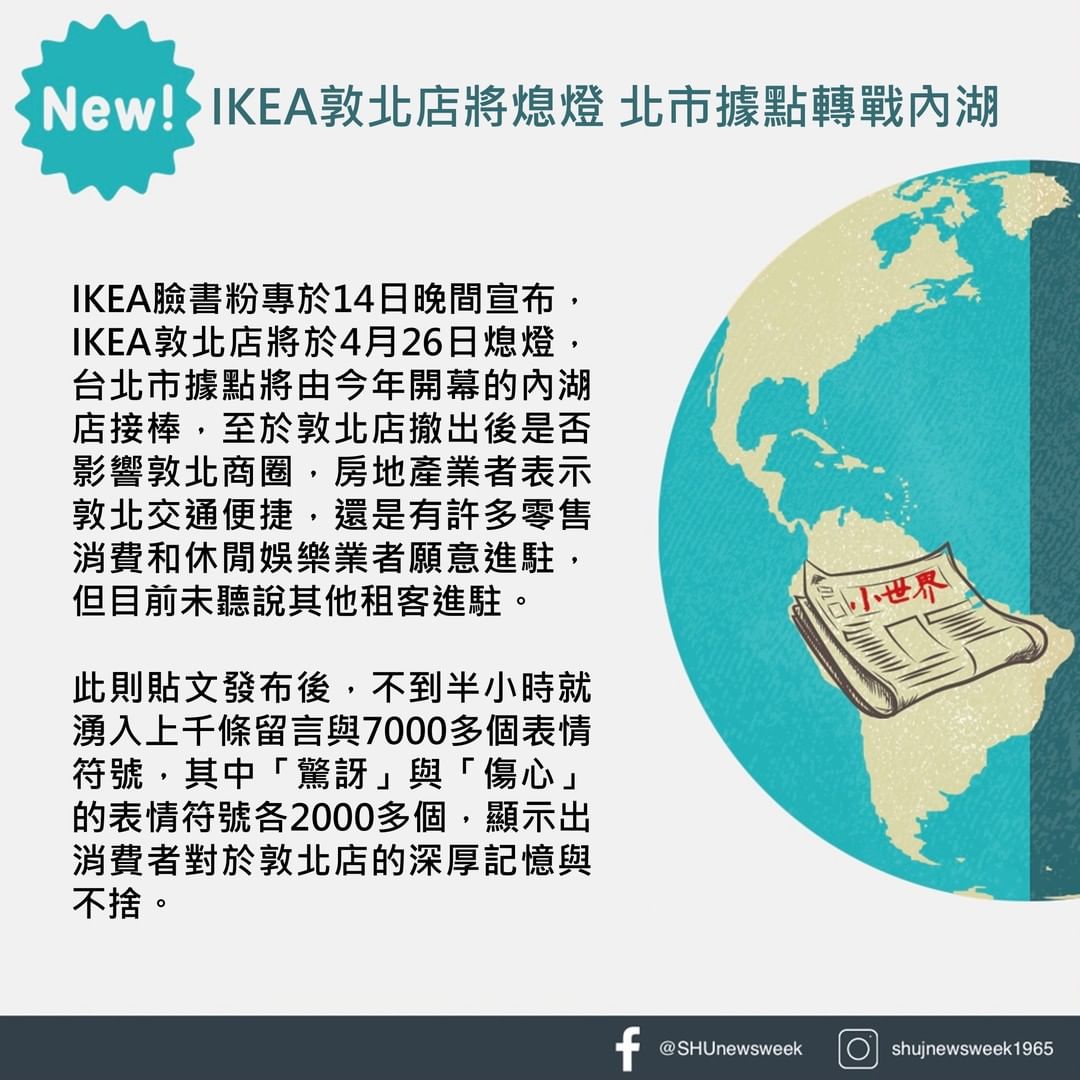 New!
IKEA敦北店將熄燈 北市據點轉戰內湖
IKEA臉書粉專於14日晚間宣布，
IKEA敦北店將於4月26日熄燈，
台北市據點將由今年開幕的內湖
店接棒，至於敦北店撤出後是否
影響敦北商圈，房地產業者表示
敦北交通便捷，還是有許多零售
消費和休閒娛樂業者願意進駐，
但目前未聽說其他租客進駐。
小世界
此則貼文發布後，不到半小時就
湧入上千條留言與7000多個表情
符號，其中「驚訝」與「傷心」
的表情符號各2000多個，顯示出
消費者對於敦北店的深厚記憶與
不捨。
@SHUnewsweek
shujnewsweek1965